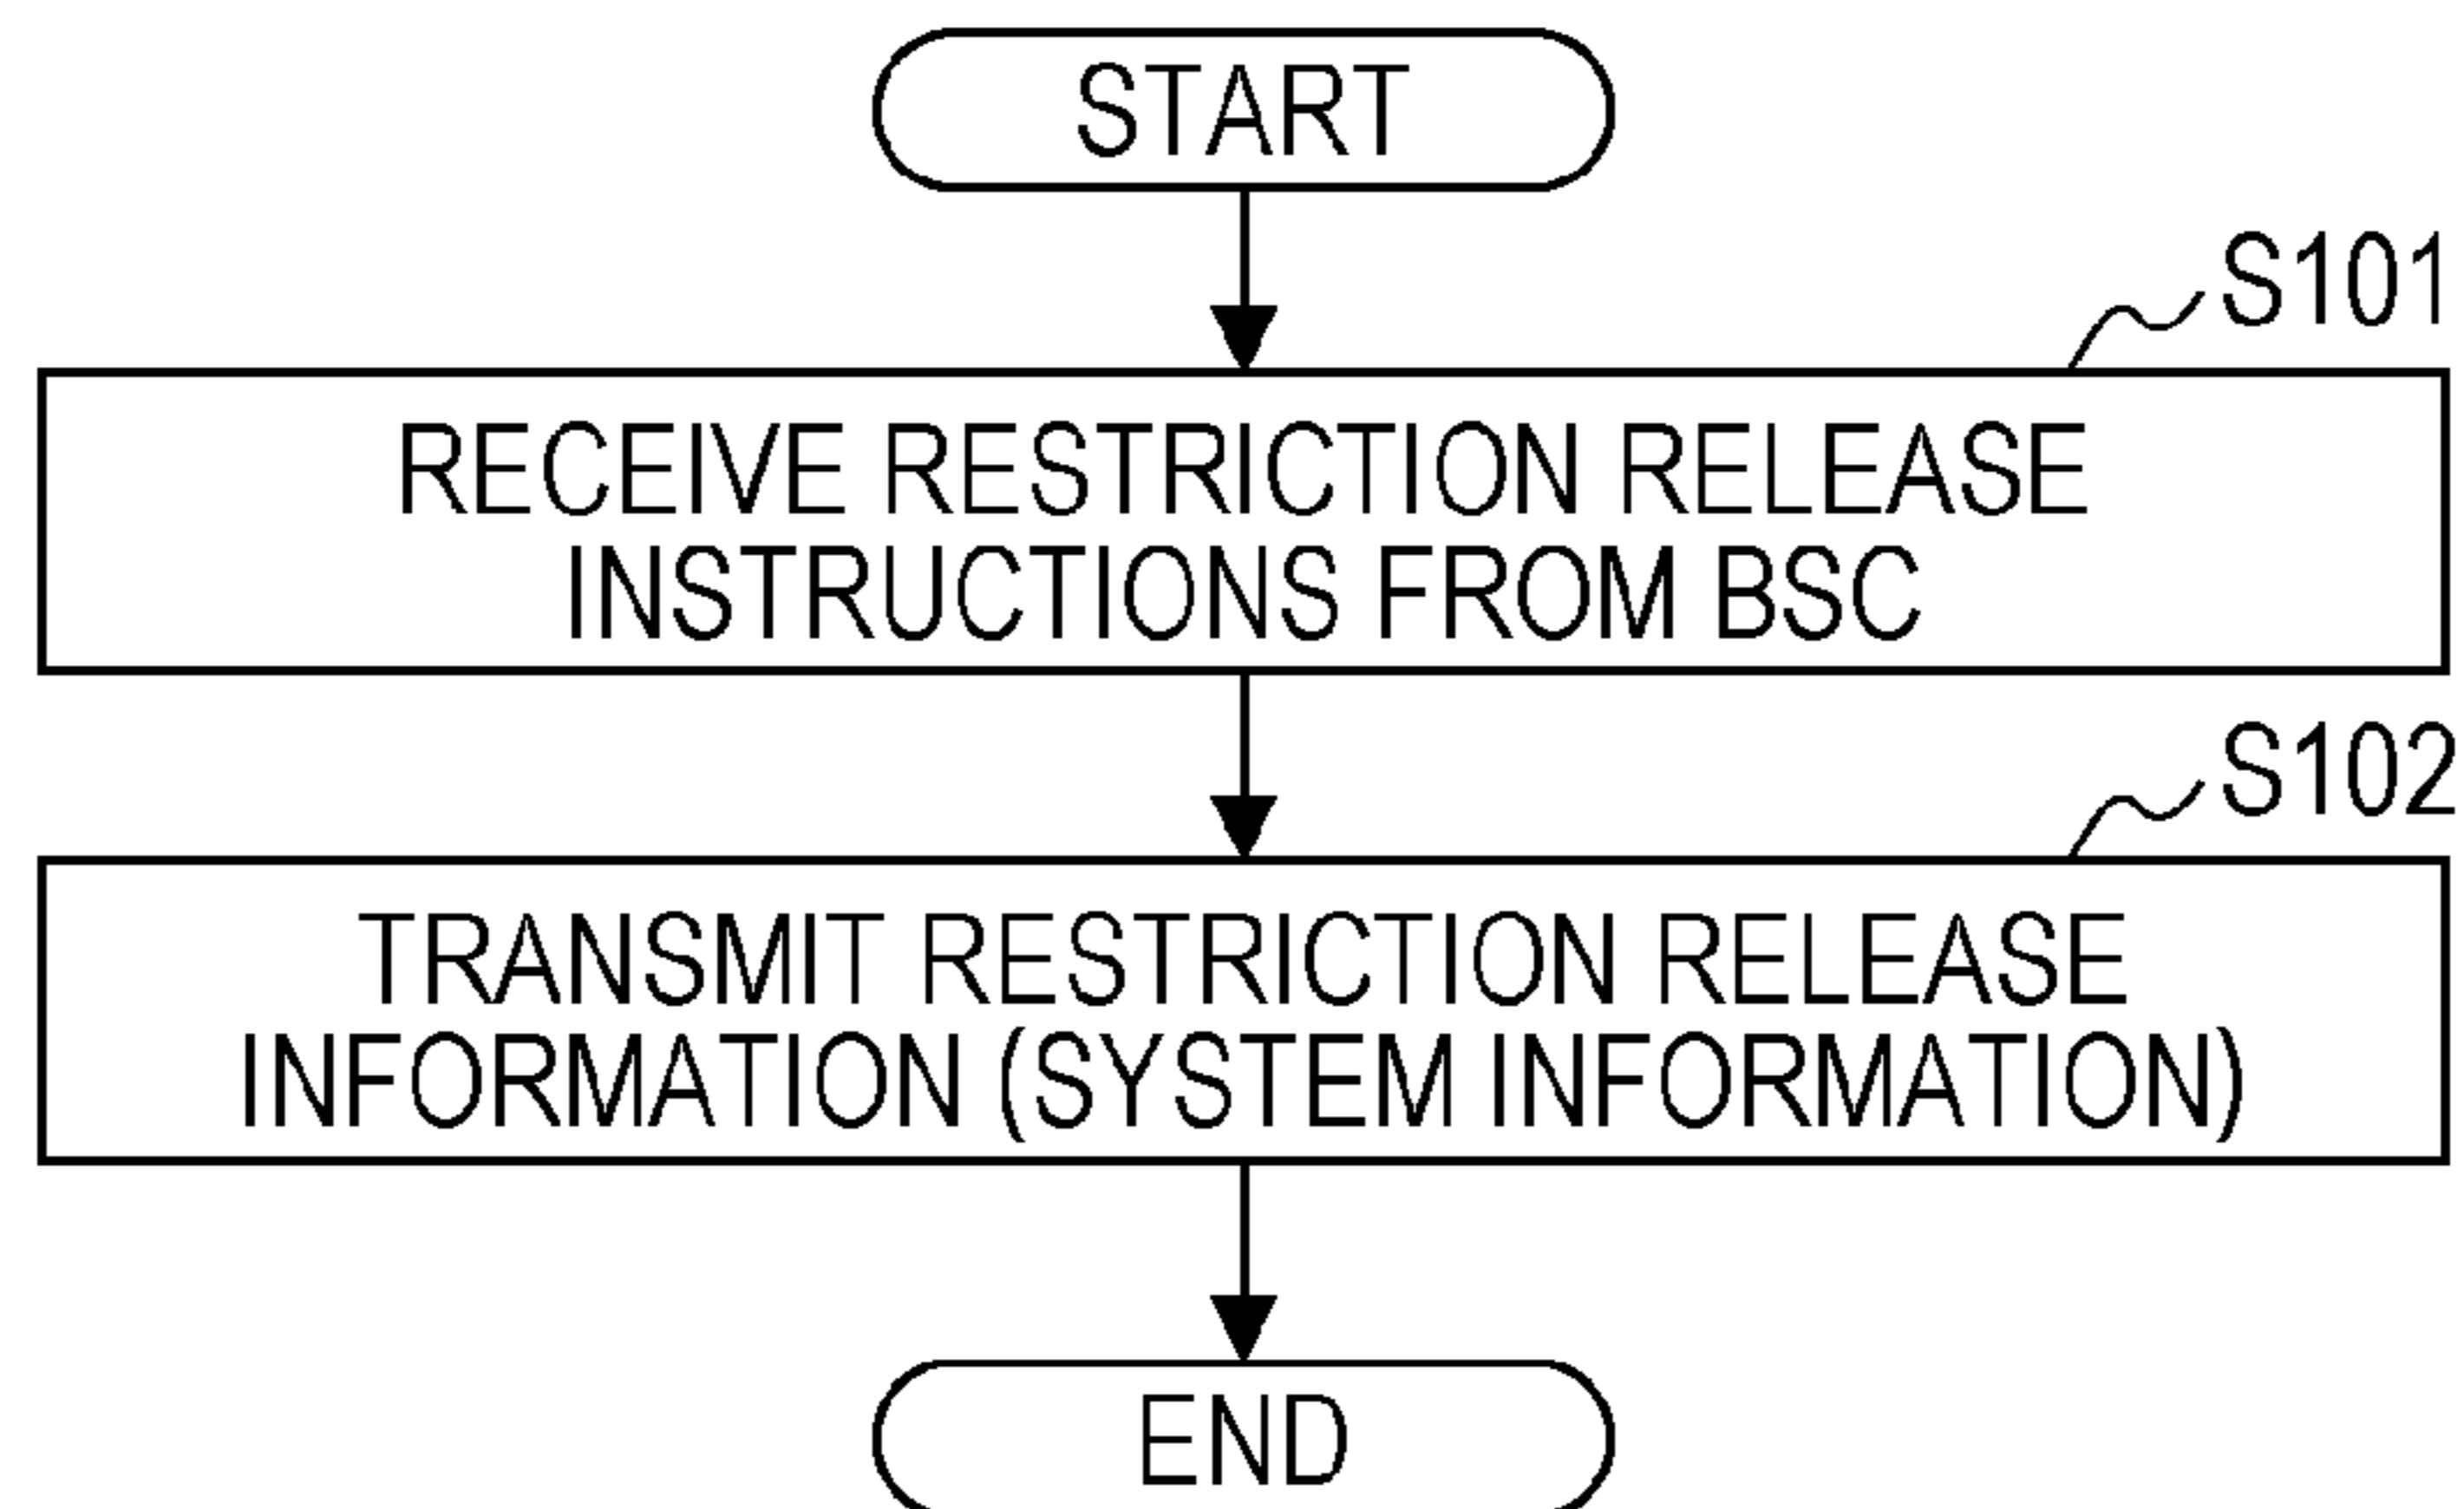 START
S101
RECEIVE RESTRICTION RELEASE
INSTRUCTIONS FROM BSC
S102
TRANSMIT RESTRICTION RELEASE
INFORMATION (SYSTEM INFORMATION)
END